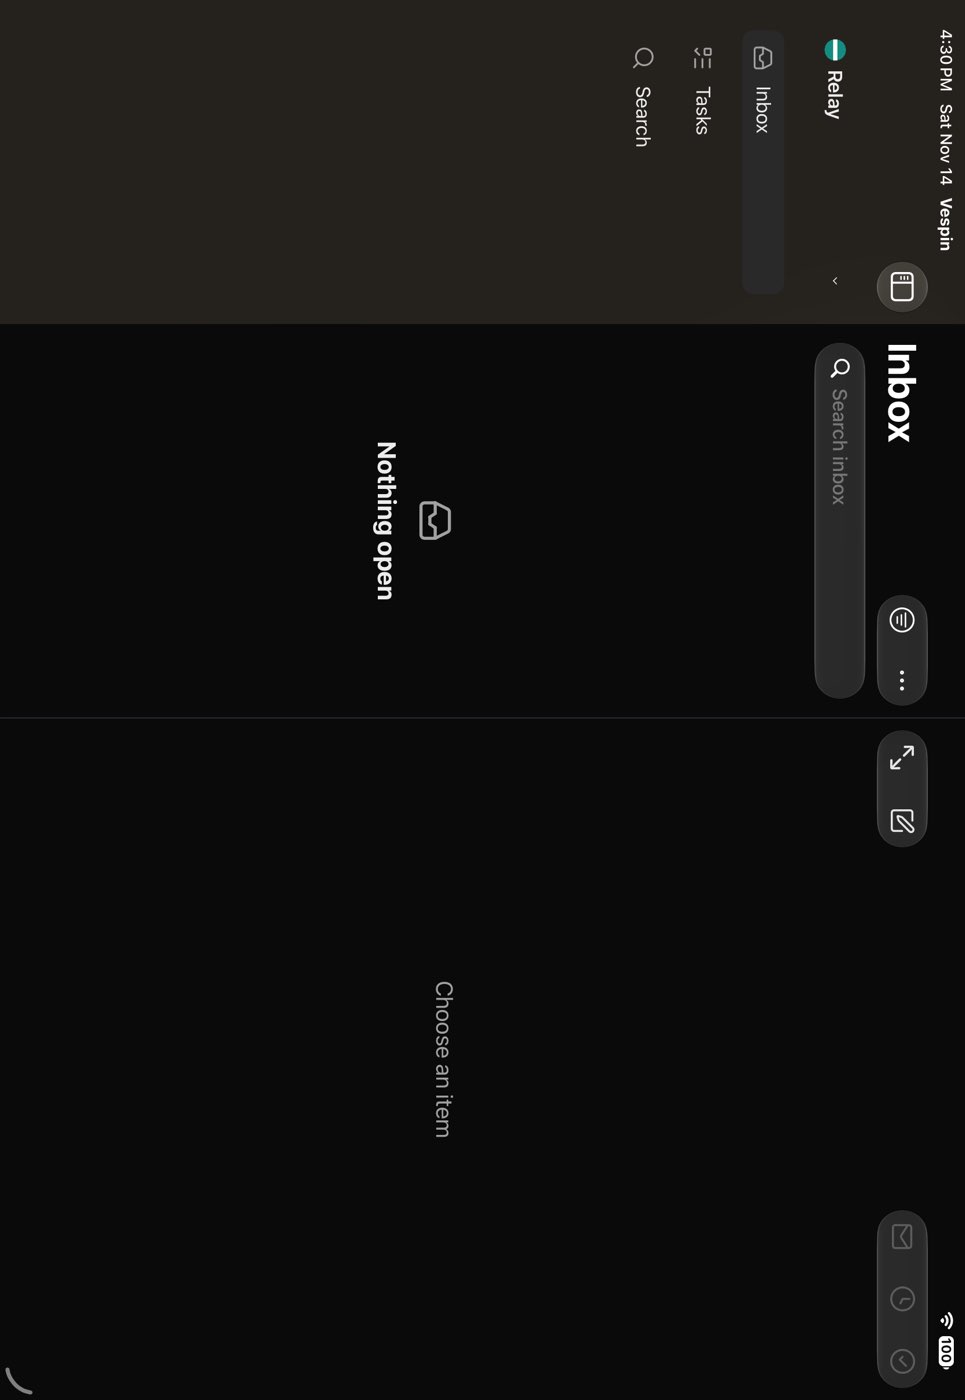 4:30 PM Sat Nov 14 Vespin
100
Relay
Inbox
Tasks
Search
Inbox
Search inbox
Nothing open
Choose an item